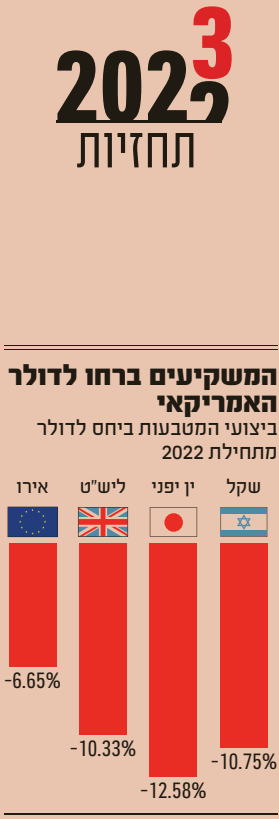 2023
תחזיות
המשקיעים ברחו לדולר
האמריקאי
ביצועי המטבעות ביחס לדולר
מתחילת 2022
שקל ין יפני ליש"ט אירו
-10.75% -12.58% -10.33% -6.65%